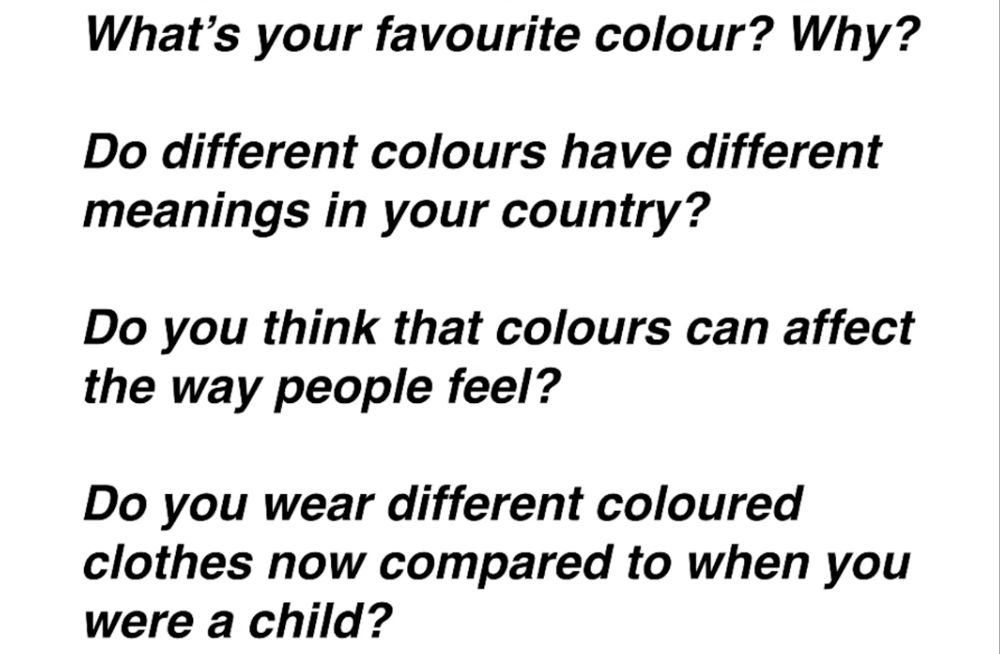 What’s your favourite colour? Why?
Do different colours have different
meanings in your country?
Do you think that colours can affect
the way people feel?
Do you wear different coloured
clothes now compared to when you
were a child?